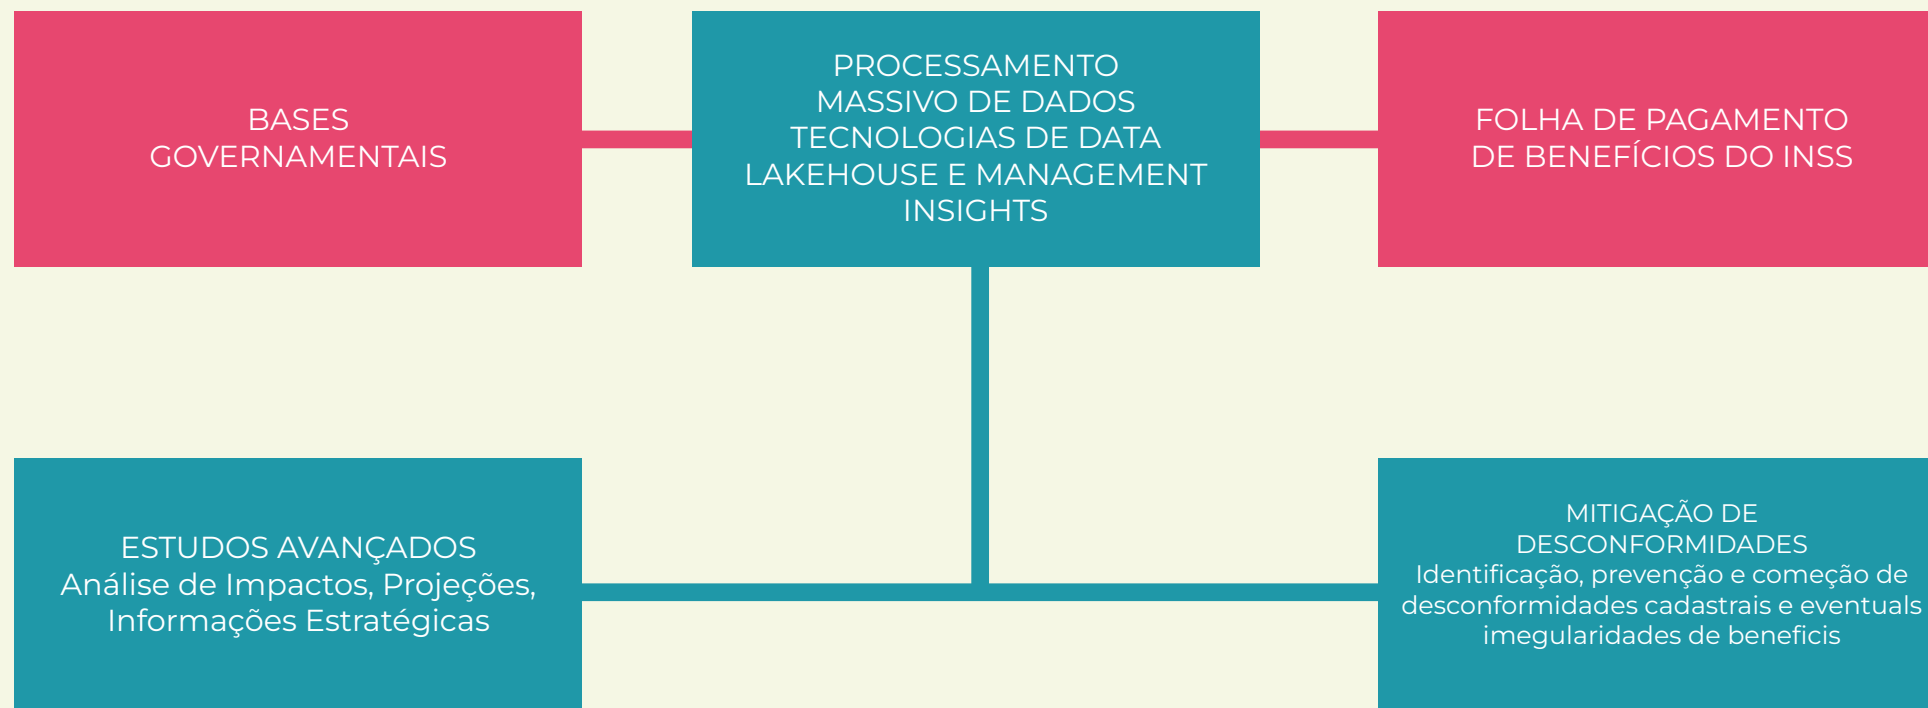 BASES
GOVERNAMENTAIS
PROCESSAMENTO
MASSIVO DE DADOS
TECNOLOGIAS DE DATA
LAKEHOUSE E MANAGEMENT
INSIGHTS
FOLHA DE PAGAMENTO
DE BENEFÍCIOS DO INSS
ESTUDOS AVANÇADOS
Análise de Impactos, Projeções,
Informações Estratégicas
MITIGAÇÃO DE
DESCONFORMIDADES
Identificação, prevenção e começão de
desconformidades cadastrais e eventuals
imegularidades de beneficis